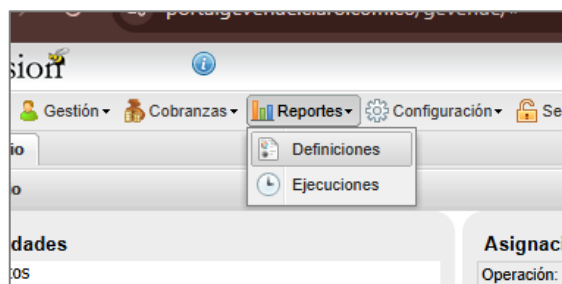 sion
Gestión Cobranzas Reportes Configuración Se
io
Definiciones
o
Ejecuciones
dades
Asignaci
tos
Operación: